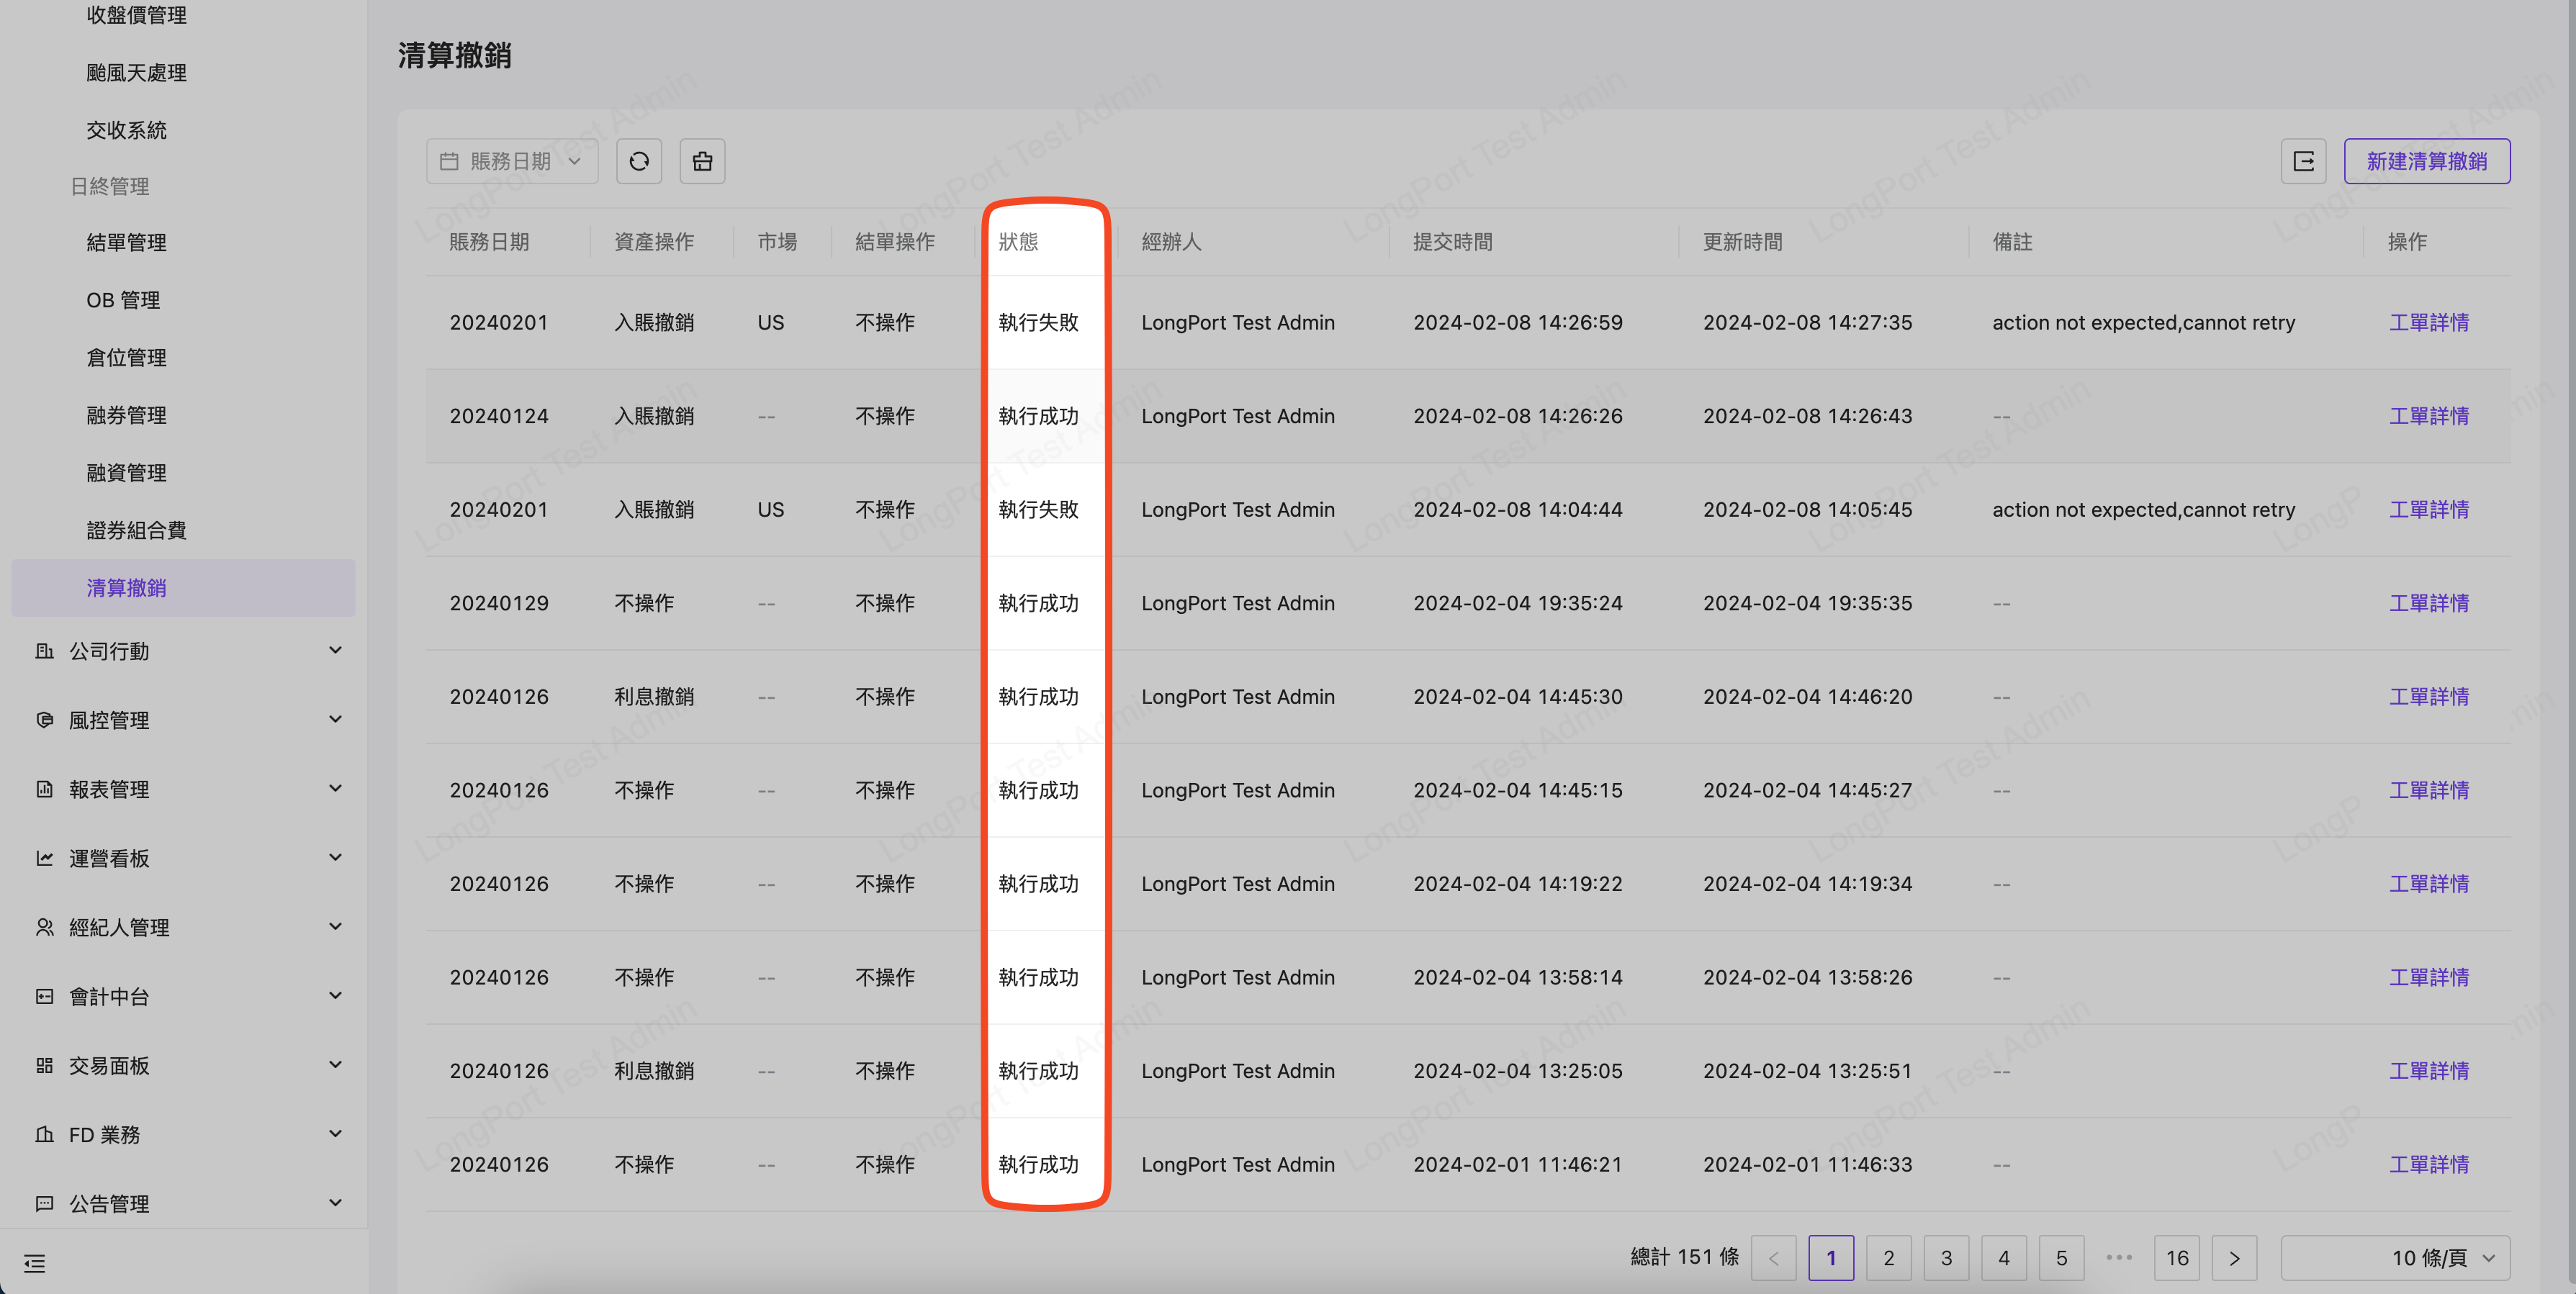 收盤價管理
颱風天處理
交收系統
日終管理
結單管理
OB 管理
倉位管理
融券管理
融資管理
證券組合費
清算撤銷
公司行動
風控管理
報表管理
運營看板
經紀人管理
會計中台
交易面板
FD 業務
公告管理
清算撤銷
賬務日期
新建清算撤銷
賬務日期 資產操作 市場 結單操作 狀態 經辦人 提交時間 更新時間 備註 操作
20240201 入賬撤銷 US 不操作 執行失敗 LongPort Test Admin 2024-02-08 14:26:59 2024-02-08 14:27:35 action not expected,cannot retry 工單詳情
20240124 入賬撤銷 -- 不操作 執行成功 LongPort Test Admin 2024-02-08 14:26:26 2024-02-08 14:26:43 -- 工單詳情
20240201 入賬撤銷 US 不操作 執行失敗 LongPort Test Admin 2024-02-08 14:04:44 2024-02-08 14:05:45 action not expected,cannot retry 工單詳情
20240129 不操作 -- 不操作 執行成功 LongPort Test Admin 2024-02-04 19:35:24 2024-02-04 19:35:35 -- 工單詳情
20240126 利息撤銷 -- 不操作 執行成功 LongPort Test Admin 2024-02-04 14:45:30 2024-02-04 14:46:20 -- 工單詳情
20240126 不操作 -- 不操作 執行成功 LongPort Test Admin 2024-02-04 14:45:15 2024-02-04 14:45:27 -- 工單詳情
20240126 不操作 -- 不操作 執行成功 LongPort Test Admin 2024-02-04 14:19:22 2024-02-04 14:19:34 -- 工單詳情
20240126 不操作 -- 不操作 執行成功 LongPort Test Admin 2024-02-04 13:58:14 2024-02-04 13:58:26 -- 工單詳情
20240126 利息撤銷 -- 不操作 執行成功 LongPort Test Admin 2024-02-04 13:25:05 2024-02-04 13:25:51 -- 工單詳情
20240126 不操作 -- 不操作 執行成功 LongPort Test Admin 2024-02-01 11:46:21 2024-02-01 11:46:33 -- 工單詳情
總計 151 條 < 1 2 3 4 5 ••• 16 > 10 條/頁
LongPort Test Admin